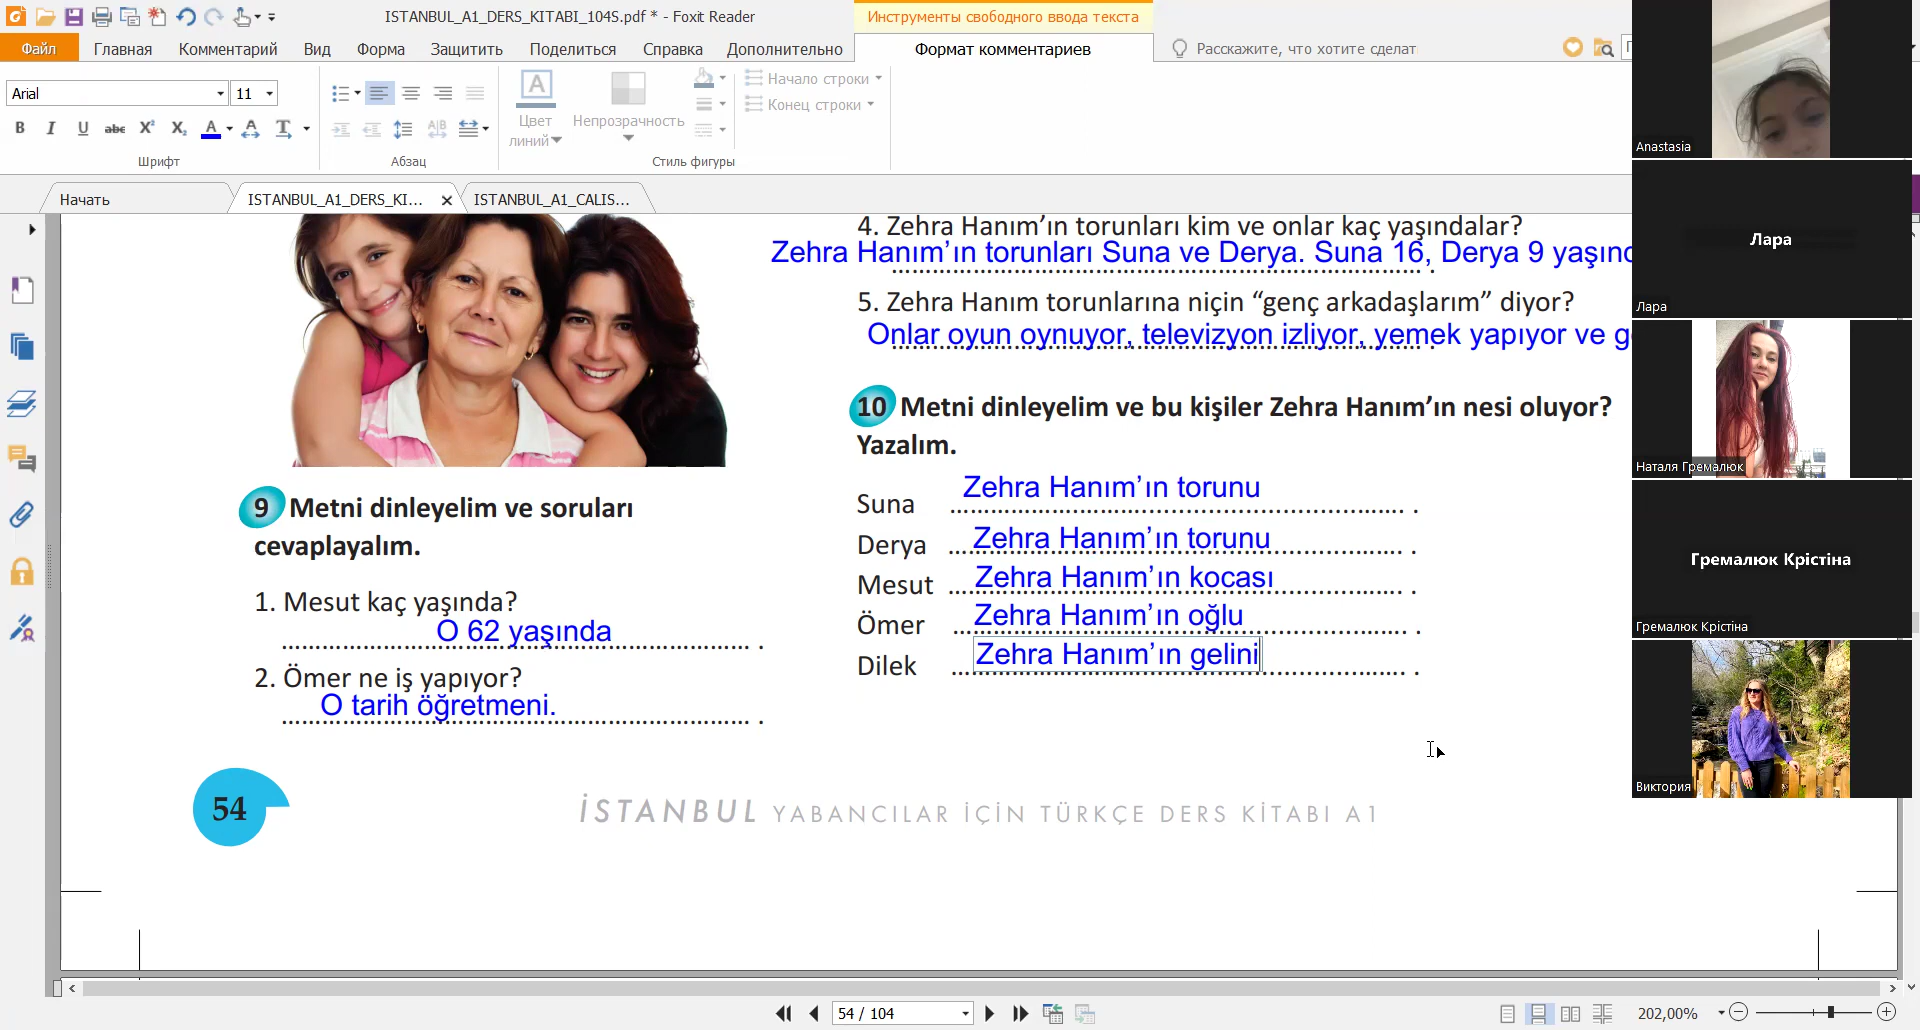 ISTANBUL_A1_DERS_KITABI_104S.pdf * - Foxit Reader
Инструменты свободного ввода текста
Файл
Главная
Комментарий
Вид
Форма
Защитить
Поделиться
Справка
Дополнительно
Формат комментариев
Расскажите, что хотите сделат
Arial
11
Шрифт
Абзац
Цвет
линий
Непрозрачность
Начало строки
Конец строки
Стиль фигуры
Начать
ISTANBUL_A1_DERS_KI...
ISTANBUL_A1_CALIS...
9 Metni dinleyelim ve soruları
cevaplayalım.
1. Mesut kaç yaşında?
O 62 yaşında
2. Ömer ne iş yapıyor?
O tarih öğretmeni.
4. Zehra Hanım’ın torunları kim ve onlar kaç yaşındalar?
Zehra Hanım’ın torunları Suna ve Derya. Suna 16, Derya 9 yaşınd
5. Zehra Hanım torunlarına niçin “genç arkadaşlarım” diyor?
Onlar oyun oynuyor, televizyon izliyor, yemek yapıyor ve g
10 Metni dinleyelim ve bu kişiler Zehra Hanım’ın nesi oluyor?
Yazalım.
Suna Zehra Hanım’ın torunu
Derya Zehra Hanım’ın torunu
Mesut Zehra Hanım’ın kocası
Ömer Zehra Hanım’ın oğlu
Dilek Zehra Hanım’ın gelini
54
İSTANBUL YABANCILAR İÇİN TÜRKÇE DERS KİTABI A1
Anastasia
Лара
Лара
Наталя Гремалюк
Гремалюк Крістіна
Гремалюк Крістіна
Виктория
54 / 104
202,00%